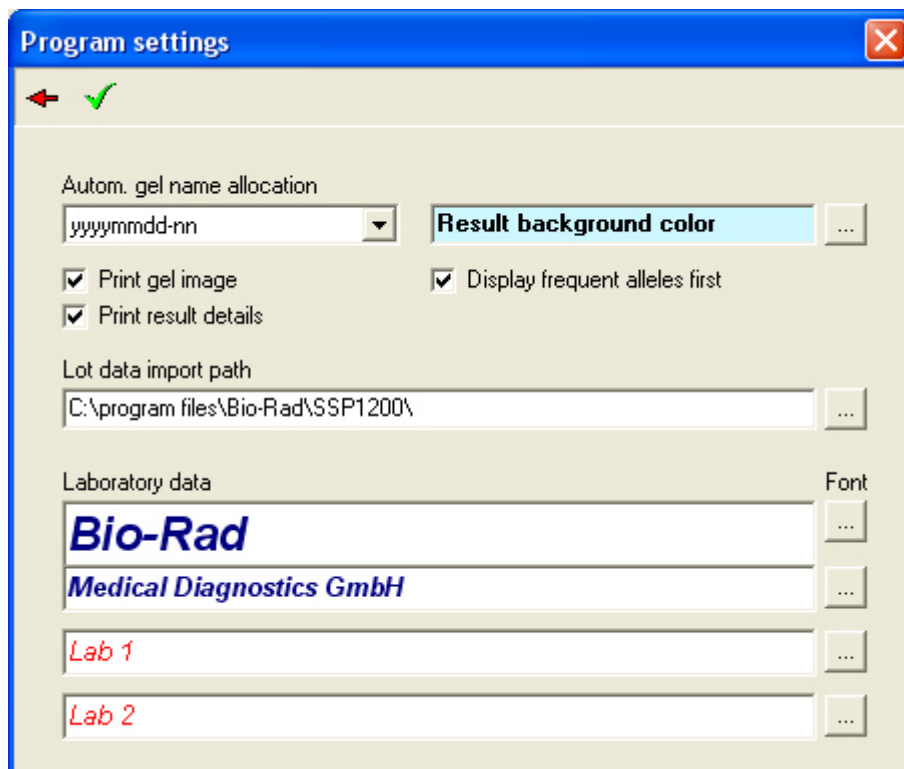 Program settings
Autom. gel name allocation
yyyymmdd-nn
Result background color
...
Print gel image
Display frequent alleles first
Print result details
Lot data import path
C:\program files\Bio-Rad\SSP1200\
...
Laboratory data
Font
Bio-Rad
...
Medical Diagnostics GmbH
...
Lab 1
...
Lab 2
...